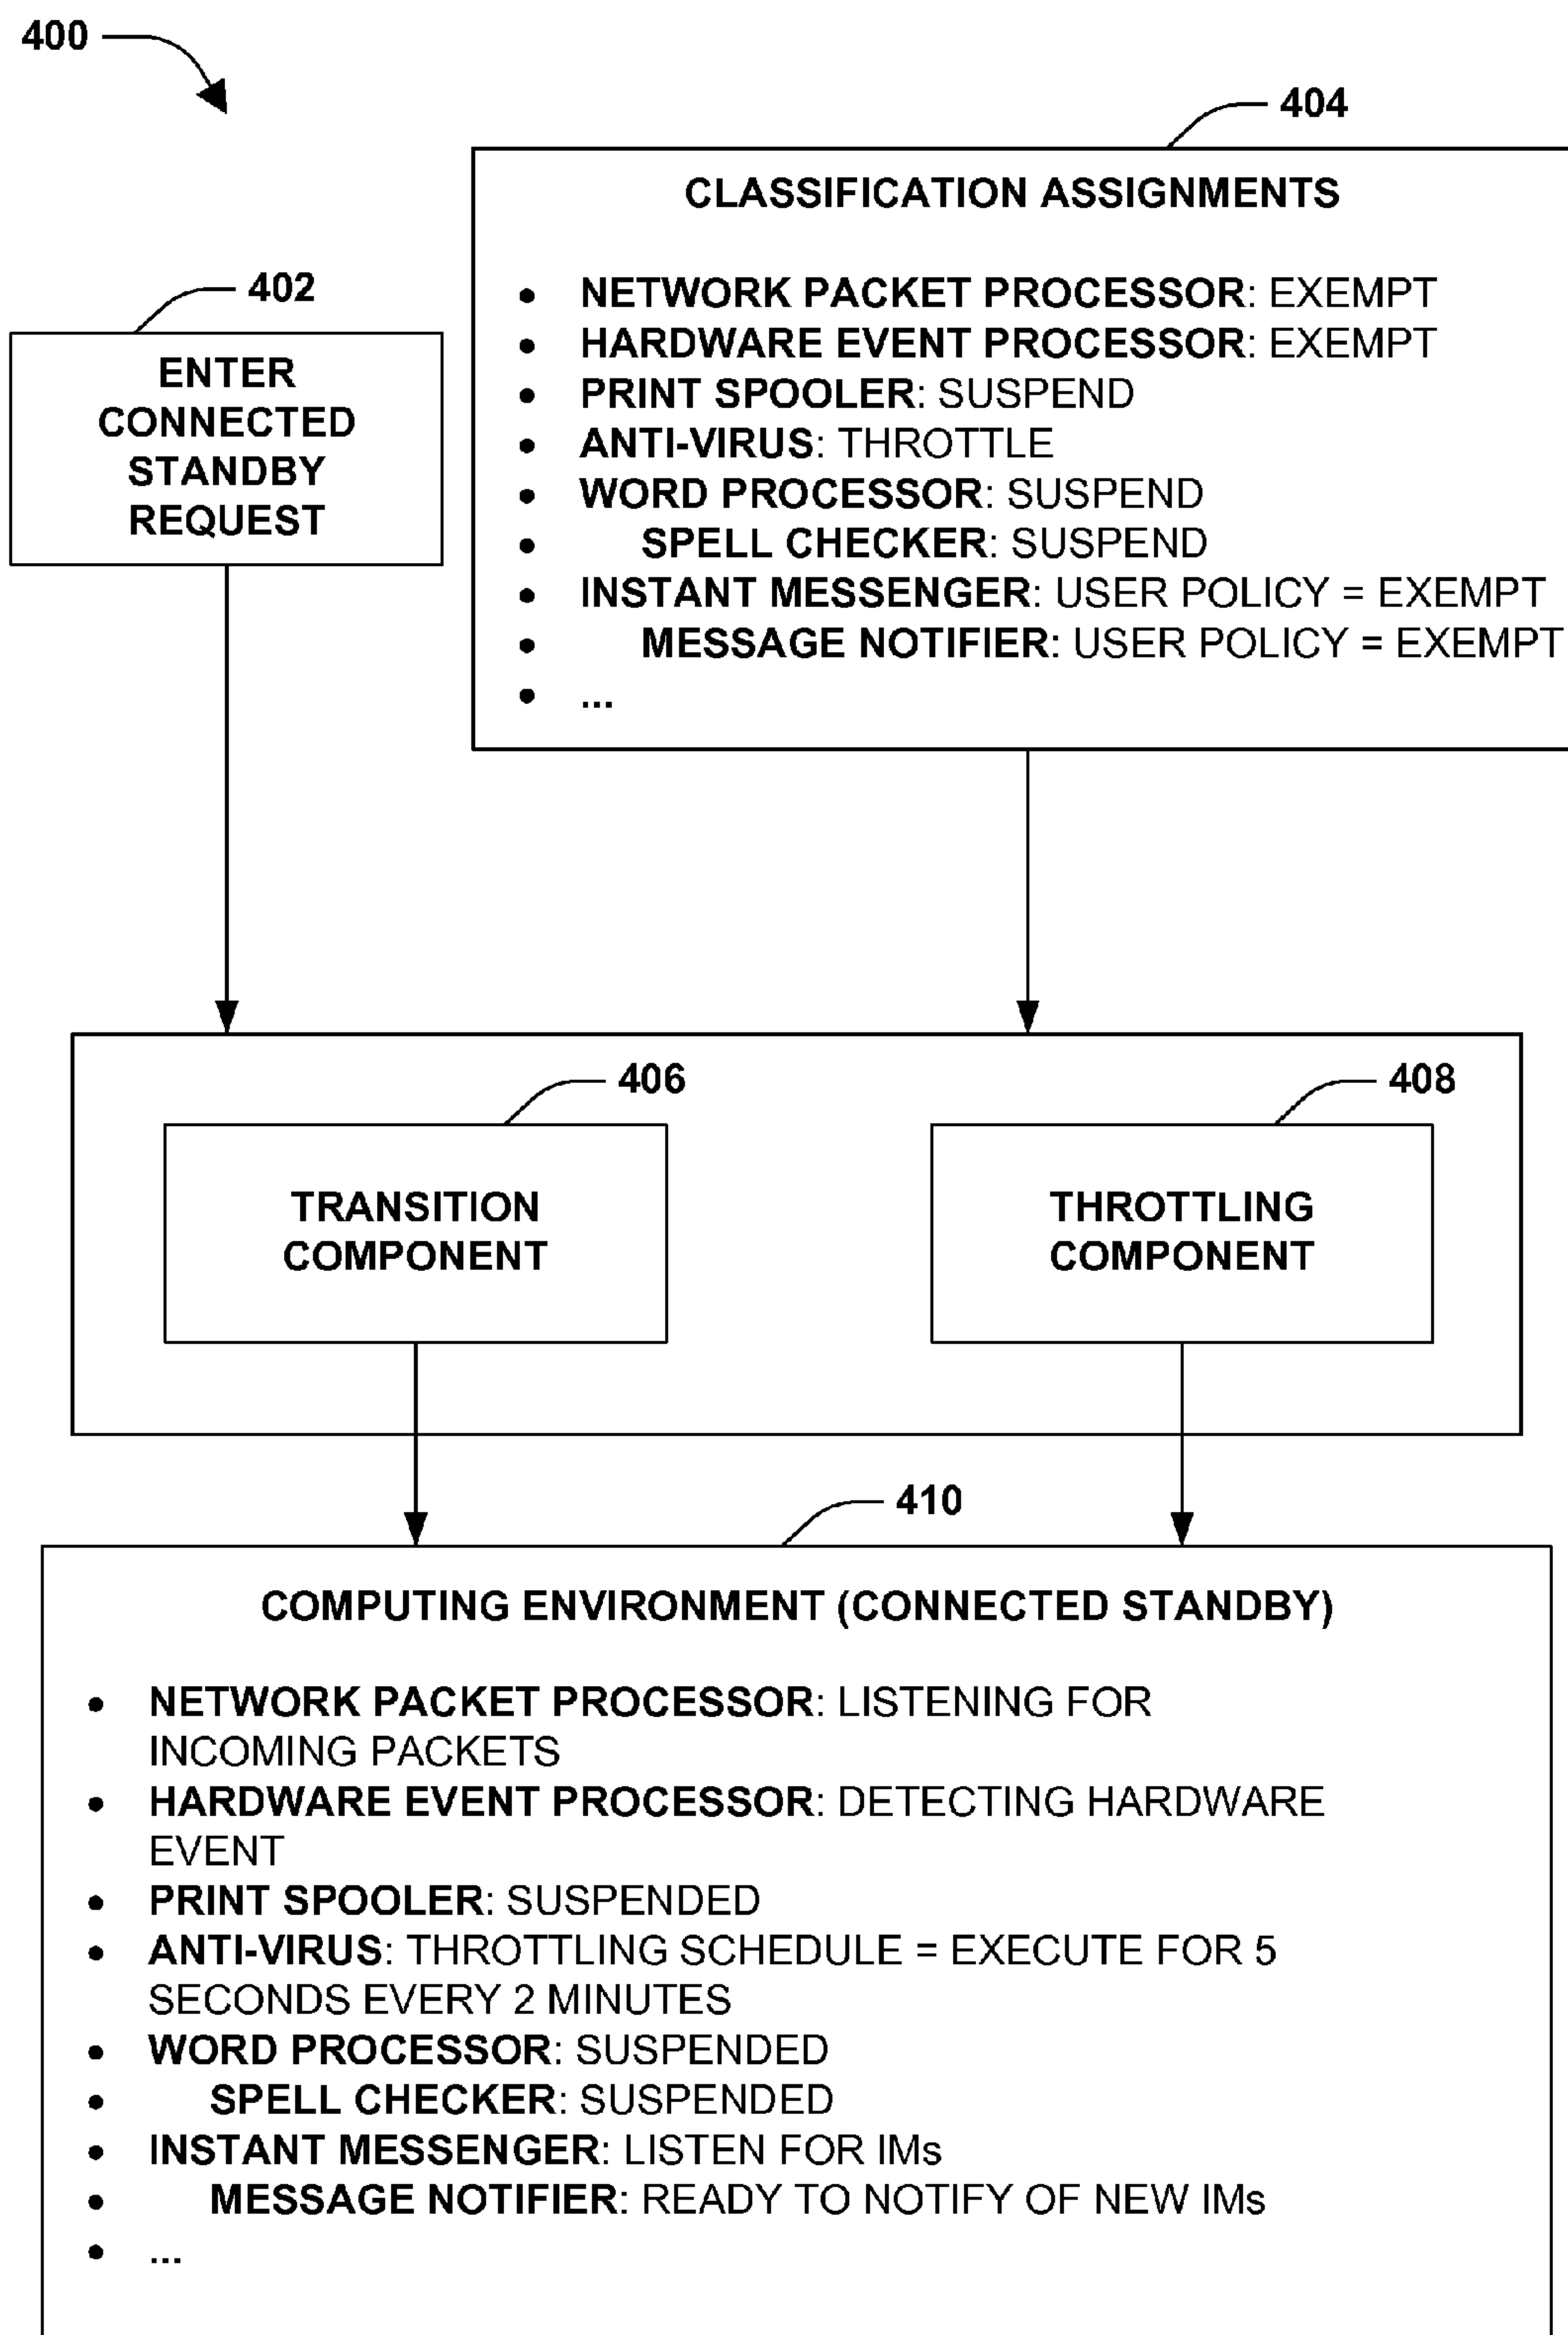 400
404
CLASSIFICATION ASSIGNMENTS
• NETWORK PACKET PROCESSOR: EXEMPT
• HARDWARE EVENT PROCESSOR: EXEMPT
• PRINT SPOOLER: SUSPEND
• ANTI-VIRUS: THROTTLE
• WORD PROCESSOR: SUSPEND
• SPELL CHECKER: SUSPEND
• INSTANT MESSENGER: USER POLICY = EXEMPT
• MESSAGE NOTIFIER: USER POLICY = EXEMPT
• ...
402
ENTER
CONNECTED
STANDBY
REQUEST
406
TRANSITION
COMPONENT
408
THROTTLING
COMPONENT
410
COMPUTING ENVIRONMENT (CONNECTED STANDBY)
• NETWORK PACKET PROCESSOR: LISTENING FOR
INCOMING PACKETS
• HARDWARE EVENT PROCESSOR: DETECTING HARDWARE
EVENT
• PRINT SPOOLER: SUSPENDED
• ANTI-VIRUS: THROTTLING SCHEDULE = EXECUTE FOR 5
SECONDS EVERY 2 MINUTES
• WORD PROCESSOR: SUSPENDED
• SPELL CHECKER: SUSPENDED
• INSTANT MESSENGER: LISTEN FOR IMs
• MESSAGE NOTIFIER: READY TO NOTIFY OF NEW IMs
• ...